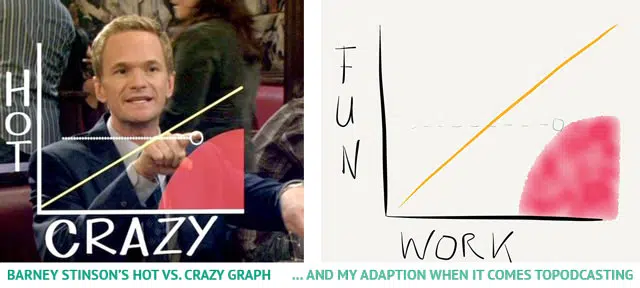 HOT
CRAZY
FUN
WORK
BARNEY STINSON'S HOT VS. CRAZY GRAPH
... AND MY ADAPTION WHEN IT COMES TOPODCASTING